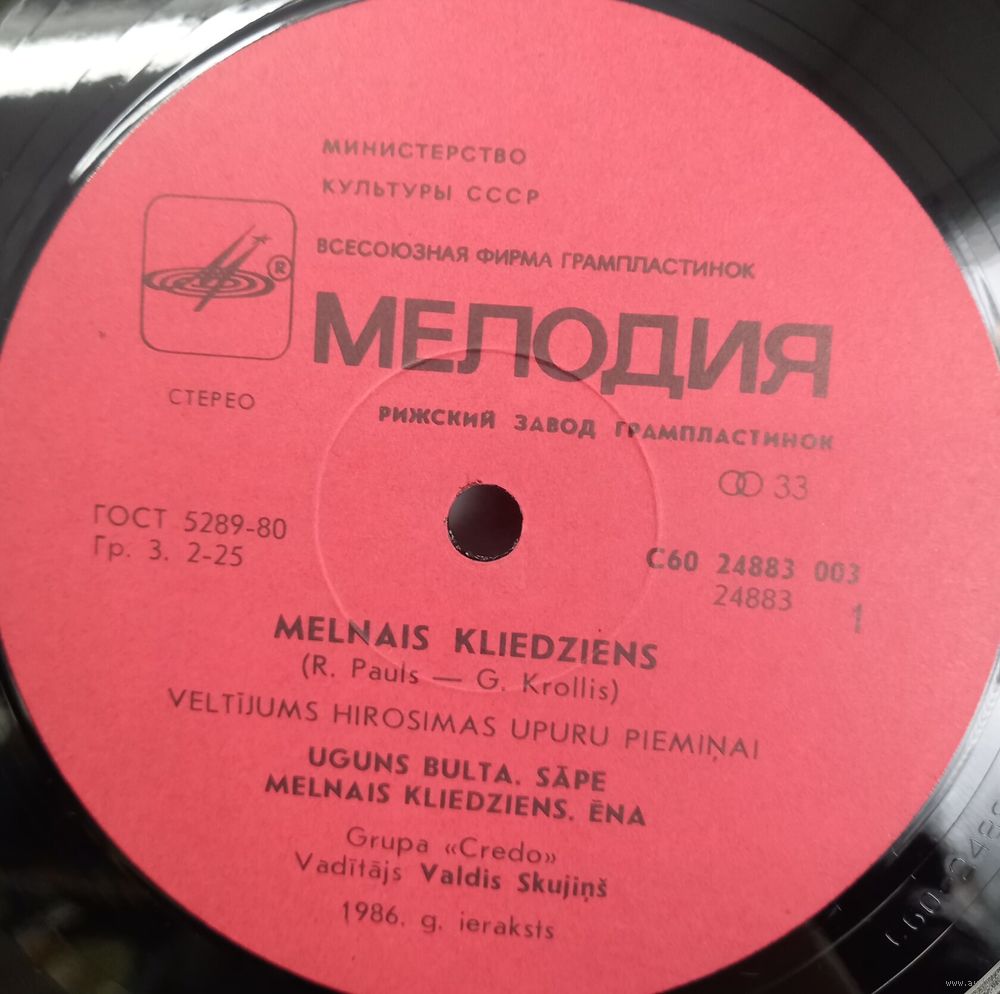 МИНИСТЕРСТВО
КУЛЬТУРЫ СССР
ВСЕСОЮЗНАЯ ФИРМА ГРАМПЛАСТИНОК
®
МЕЛОДИЯ
СТЕРЕО
РИЖСКИЙ ЗАВОД ГРАМПЛАСТИНОК
33
ГОСТ 5289-80
Гр. 3. 2-25
С60 24883 003
24883
1
MELNAIS KLIEDZIENS
(R. Pauls — G. Krollis)
VELTĪJUMS HIROSIMAS UPURU PIEMIŅAI
UGUNS BULTA. SĀPE
MELNAIS KLIEDZIENS. ĒNA
Grupa «Credo»
Vadītājs Valdis Skujiņš
1986. g. ieraksts